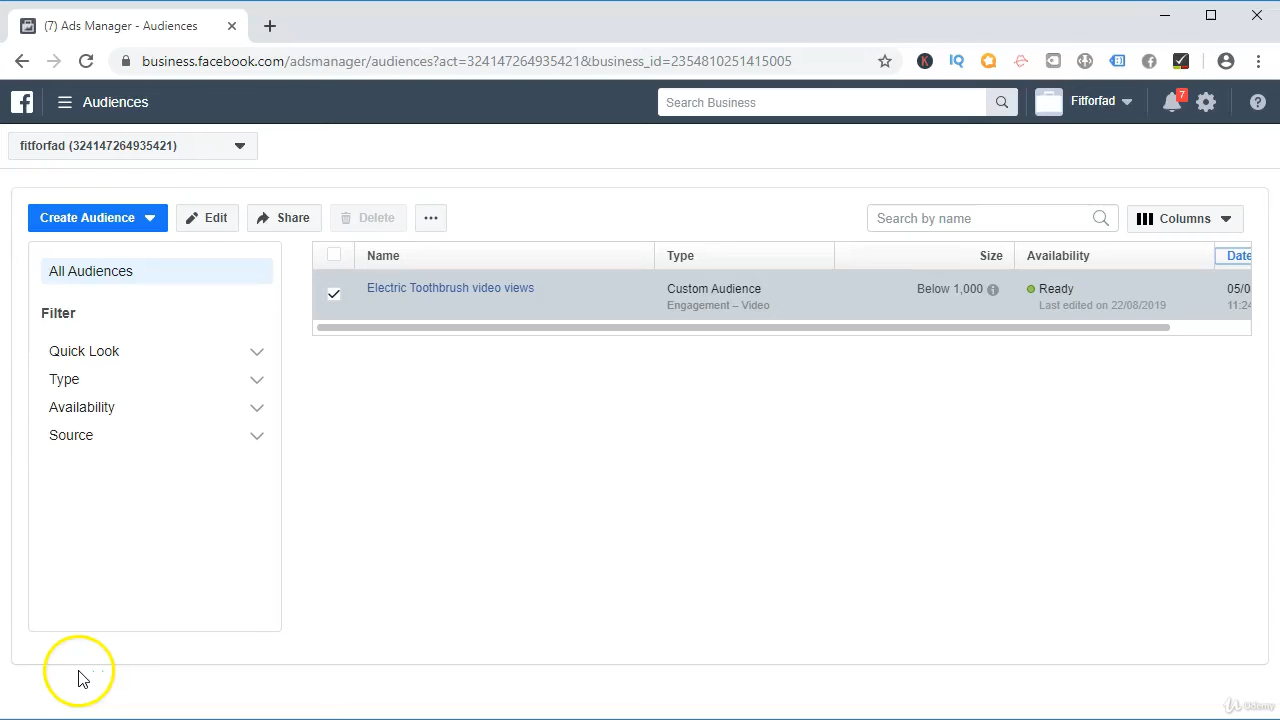 (7) Ads Manager - Audiences
business.facebook.com/adsmanager/audiences?act=324147264935421&business_id=2354810251415005
Audiences
Search Business
Fitforfad
7
fitforfad (324147264935421)
Create Audience
Edit
Share
Delete
Search by name
Columns
All Audiences
Filter
Quick Look
Type
Availability
Source
Name
Type
Size
Availability
Date
Electric Toothbrush video views
Custom Audience
Engagement – Video
Below 1,000
Ready
Last edited on 22/08/2019
05/0
11:24
Udemy